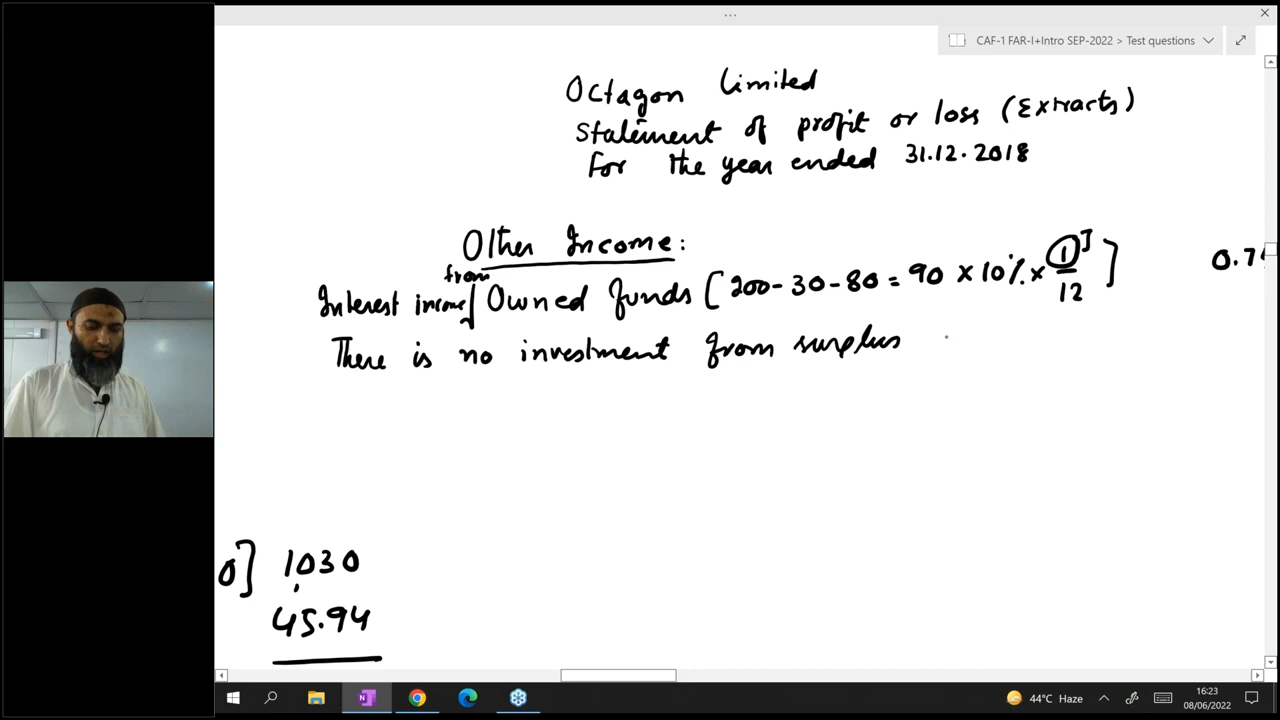 CAF-1 FAR-I+Intro SEP-2022 > Test questions
Octagon Limited
Statement of profit or loss (Extracts)
For the year ended 31.12.2018
Other Income:
Interest income from Owned funds [200-30-80 = 90 × 10% × 1/12]
There is no investment from surplus
0] 1030
45.94
44°C Haze
16:23
08/06/2022